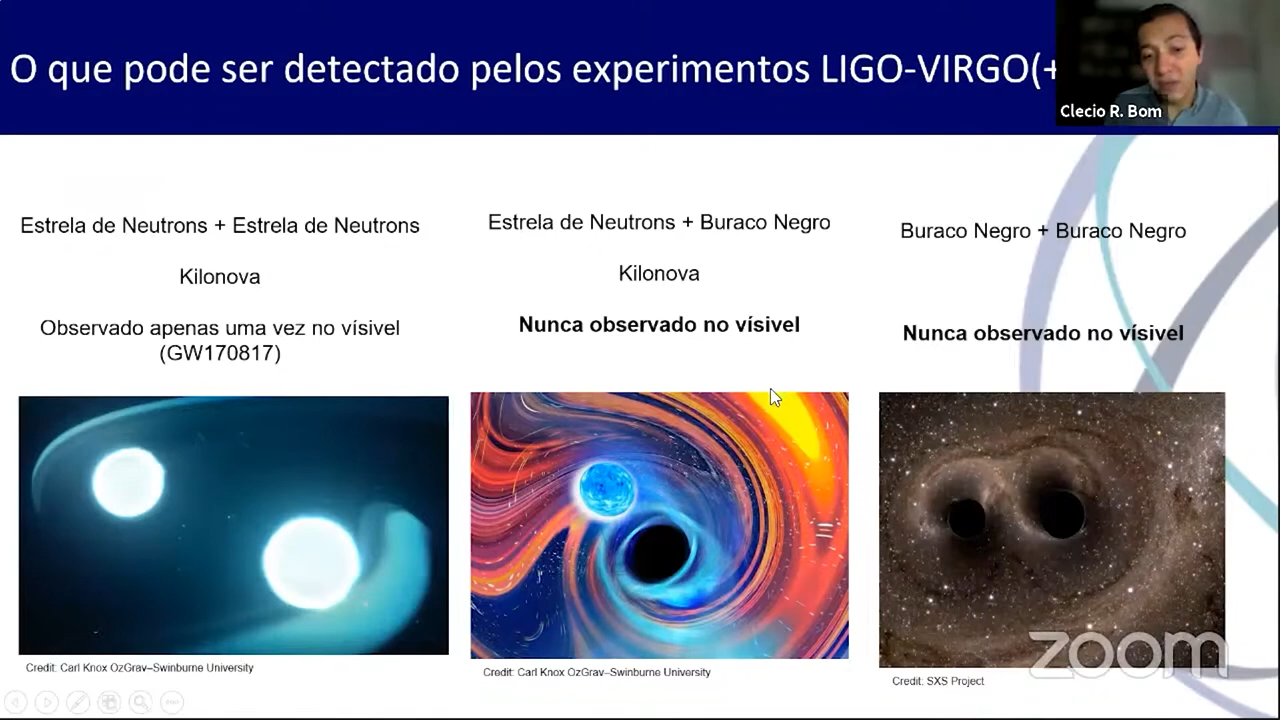 O que pode ser detectado pelos experimentos LIGO-VIRGO(+
Clecio R. Bom
Estrela de Neutrons + Estrela de Neutrons
Kilonova
Observado apenas uma vez no vísivel
(GW170817)
Estrela de Neutrons + Buraco Negro
Kilonova
Nunca observado no vísivel
Buraco Negro + Buraco Negro
Nunca observado no vísivel
Credit: Carl Knox OzGrav–Swinburne University
Credit: Carl Knox OzGrav–Swinburne University
Credit: SXS Project
zoom